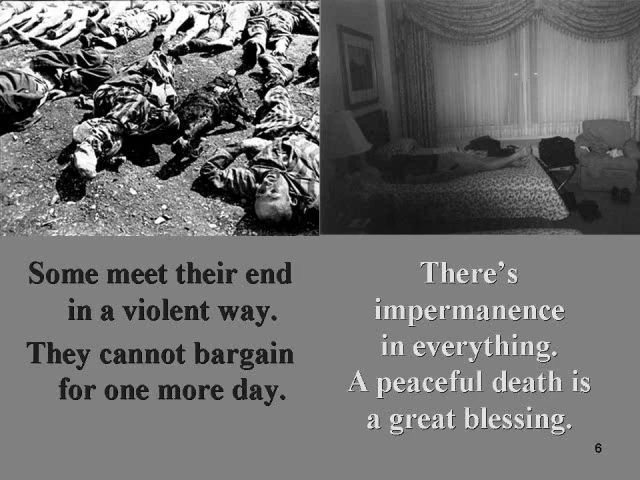 Some meet their end
in a violent way.
They cannot bargain
for one more day.
There's
impermanence
in everything.
A peaceful death is
a great blessing.
6